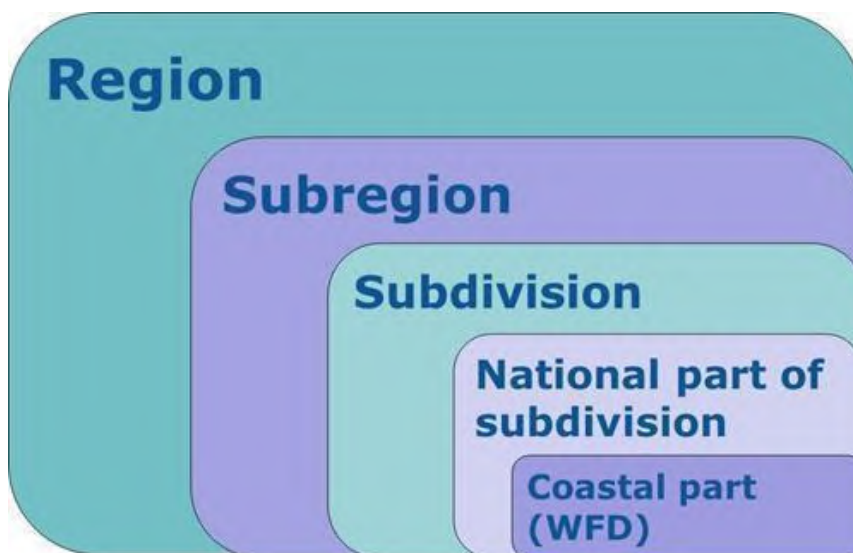 Region
Subregion
Subdivision
National part of
subdivision
Coastal part
(WFD)